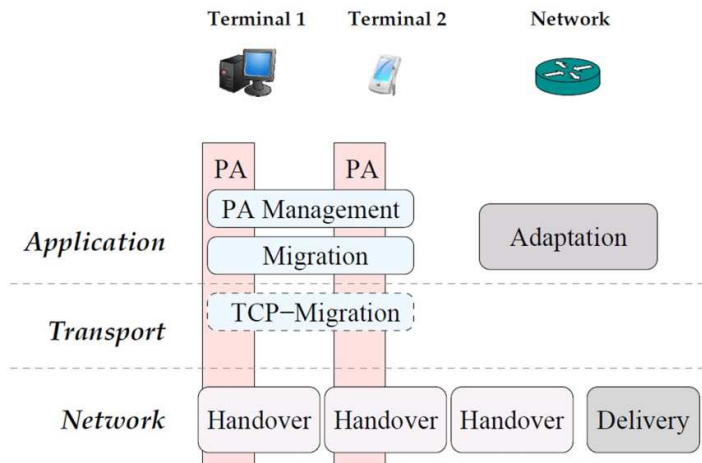 Terminal 1
Terminal 2
Network
PA
PA
PA Management
Application
Adaptation
Migration
TCP−Migration
Transport
Network
Handover
Handover
Handover
Delivery